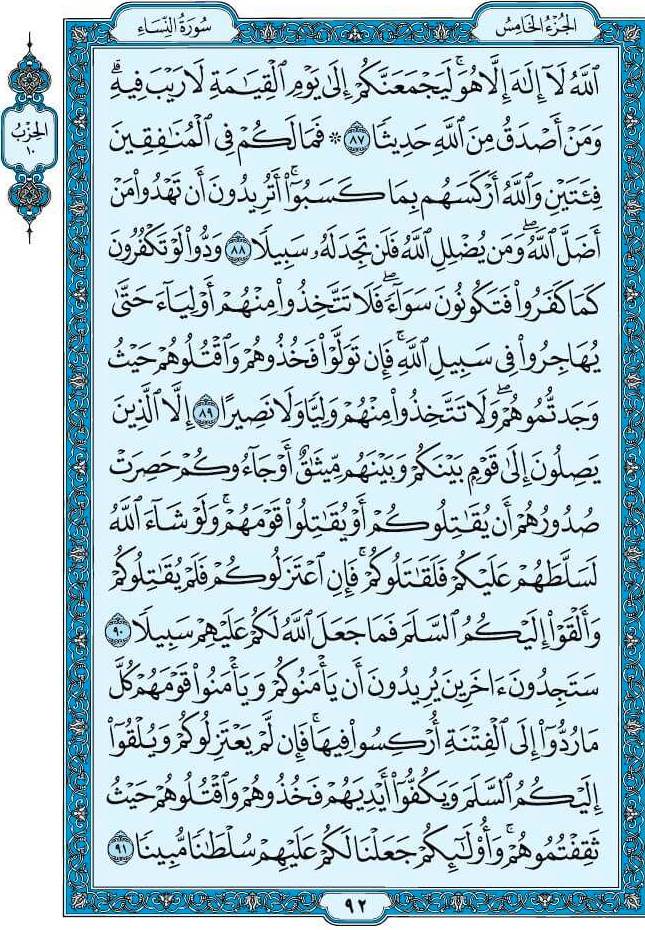 الجُزْءُ الخَامِسُ
سُورَةُ النِّسَاءِ
الحِزْب
١٠
ٱللَّهُ لَآ إِلَٰهَ إِلَّا هُوَۚ لَيَجْمَعَنَّكُمْ إِلَىٰ يَوْمِ ٱلْقِيَٰمَةِ لَا رَيْبَ فِيهِۗ
وَمَنْ أَصْدَقُ مِنَ ٱللَّهِ حَدِيثًا ٨٧ * فَمَا لَكُمْ فِى ٱلْمُنَٰفِقِينَ
فِئَتَيْنِ وَٱللَّهُ أَرْكَسَهُم بِمَا كَسَبُوٓا۟ۚ أَتُرِيدُونَ أَن تَهْدُوا۟ مَنْ
أَضَلَّ ٱللَّهُۖ وَمَن يُضْلِلِ ٱللَّهُ فَلَن تَجِدَ لَهُۥ سَبِيلًا ٨٨ وَدُّوا۟ لَوْ تَكْفُرُونَ
كَمَا كَفَرُوا۟ فَتَكُونُونَ سَوَآءًۖ فَلَا تَتَّخِذُوا۟ مِنْهُمْ أَوْلِيَآءَ حَتَّىٰ
يُهَاجِرُوا۟ فِى سَبِيلِ ٱللَّهِۚ فَإِن تَوَلَّوْا۟ فَخُذُوهُمْ وَٱقْتُلُوهُمْ حَيْثُ
وَجَدتُّمُوهُمْۖ وَلَا تَتَّخِذُوا۟ مِنْهُمْ وَلِيًّا وَلَا نَصِيرًا ٨٩ إِلَّا ٱلَّذِينَ
يَصِلُونَ إِلَىٰ قَوْمٍۭ بَيْنَكُمْ وَبَيْنَهُم مِّيثَٰقٌ أَوْ جَآءُوكُمْ حَصِرَتْ
صُدُورُهُمْ أَن يُقَٰتِلُوكُمْ أَوْ يُقَٰتِلُوا۟ قَوْمَهُمْۚ وَلَوْ شَآءَ ٱللَّهُ
لَسَلَّطَهُمْ عَلَيْكُمْ فَلَقَٰتَلُوكُمْۚ فَإِنِ ٱعْتَزَلُوكُمْ فَلَمْ يُقَٰتِلُوكُمْ
وَأَلْقَوْا۟ إِلَيْكُمُ ٱلسَّلَمَ فَمَا جَعَلَ ٱللَّهُ لَكُمْ عَلَيْهِمْ سَبِيلًا ٩٠
سَتَجِدُونَ ءَاخَرِينَ يُرِيدُونَ أَن يَأْمَنُوكُمْ وَيَأْمَنُوا۟ قَوْمَهُمْ كُلَّ
مَا رُدُّوٓا۟ إِلَى ٱلْفِتْنَةِ أُرْكِسُوا۟ فِيهَاۚ فَإِن لَّمْ يَعْتَزِلُوكُمْ وَيُلْقُوٓا۟
إِلَيْكُمُ ٱلسَّلَمَ وَيَكُفُّوٓا۟ أَيْدِيَهُمْ فَخُذُوهُمْ وَٱقْتُلُوهُمْ حَيْثُ
ثَقِفْتُمُوهُمْۚ وَأُو۟لَٰٓئِكُمْ جَعَلْنَا لَكُمْ عَلَيْهِمْ سُلْطَٰنًا مُّبِينًا ٩١
٩٢